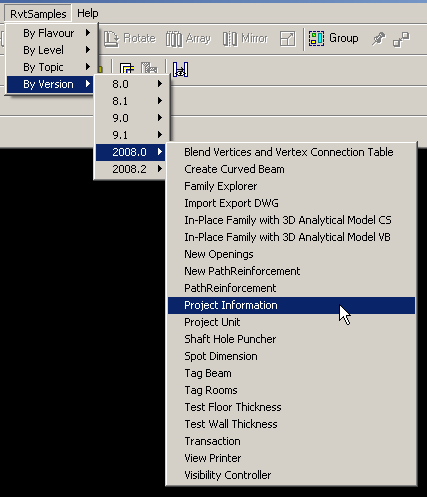 RvtSamples Help
By Flavour
By Level
By Topic
By Version
Rotate Array Mirror Group
8.0
8.1
9.0
9.1
2008.0
2008.2
Blend Vertices and Vertex Connection Table
Create Curved Beam
Family Explorer
Import Export DWG
In-Place Family with 3D Analytical Model CS
In-Place Family with 3D Analytical Model VB
New Openings
New PathReinforcement
PathReinforcement
Project Information
Project Unit
Shaft Hole Puncher
Spot Dimension
Tag Beam
Tag Rooms
Test Floor Thickness
Test Wall Thickness
Transaction
View Printer
Visibility Controller